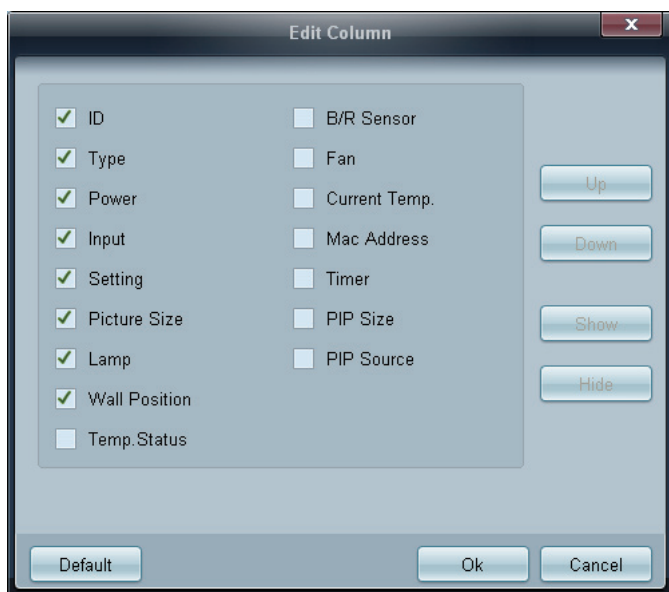 Edit Column
x
ID
Type
Power
Input
Setting
Picture Size
Lamp
Wall Position
Temp.Status
B/R Sensor
Fan
Current Temp.
Mac Address
Timer
PIP Size
PIP Source
Up
Down
Show
Hide
Default
Ok
Cancel